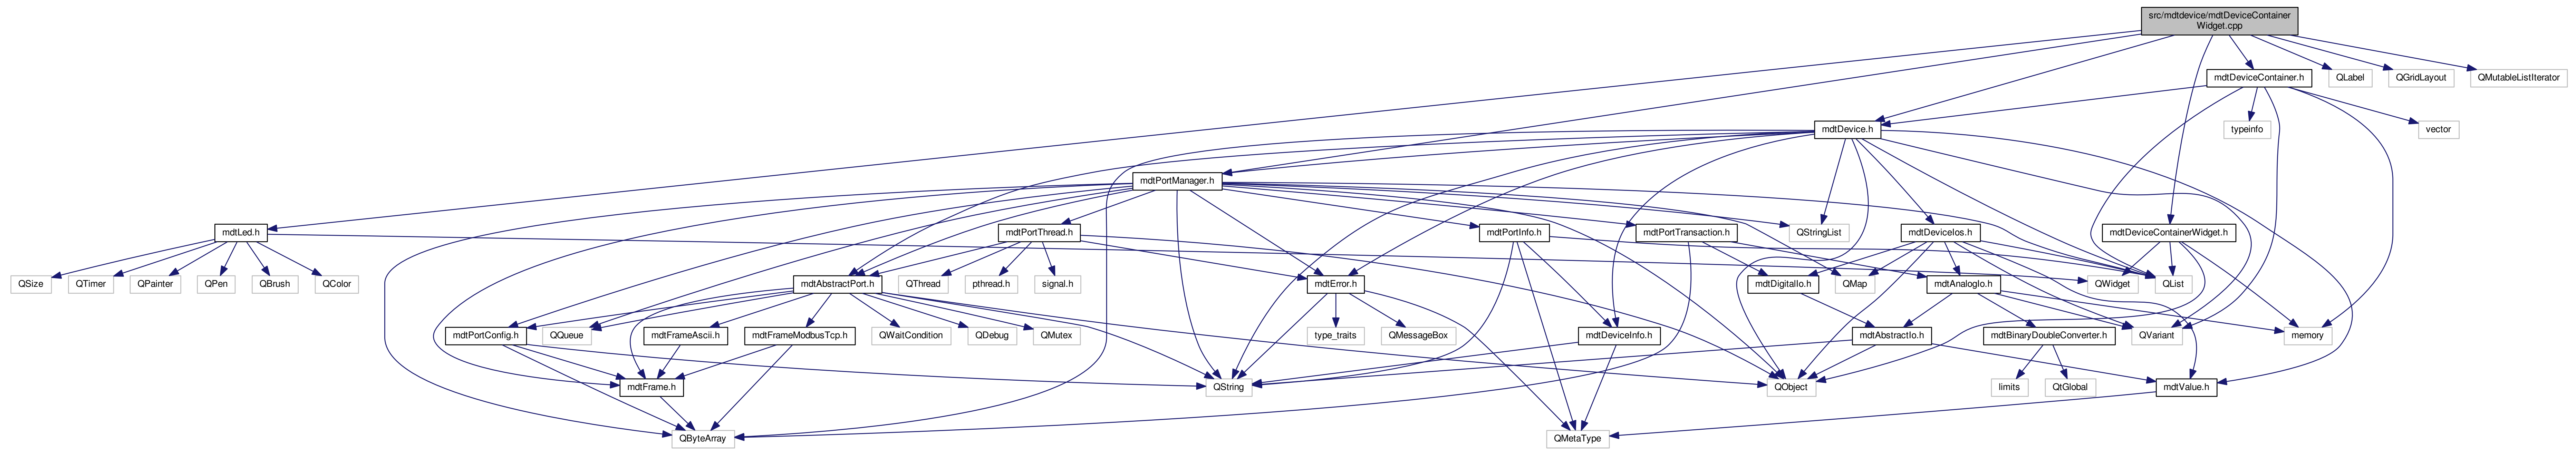 src/mdtdevice/mdtDeviceContainer
Widget.cpp
mdtDeviceContainer.h
QLabel
QGridLayout
QMutableListIterator
mdtDevice.h
typeinfo
vector
mdtPortManager.h
mdtLed.h
mdtPortThread.h
mdtPortInfo.h
mdtPortTransaction.h
QStringList
mdtDeviceIos.h
mdtDeviceContainerWidget.h
QSize
QTimer
QPainter
QPen
QBrush
QColor
mdtAbstractPort.h
QThread
pthread.h
signal.h
mdtError.h
mdtDigitalIo.h
QMap
mdtAnalogIo.h
QWidget
QList
mdtPortConfig.h
QQueue
mdtFrameAscii.h
mdtFrameModbusTcp.h
QWaitCondition
QDebug
QMutex
type_traits
QMessageBox
mdtDeviceInfo.h
mdtAbstractIo.h
mdtBinaryDoubleConverter.h
QVariant
memory
mdtFrame.h
QString
QObject
limits
QtGlobal
mdtValue.h
QByteArray
QMetaType